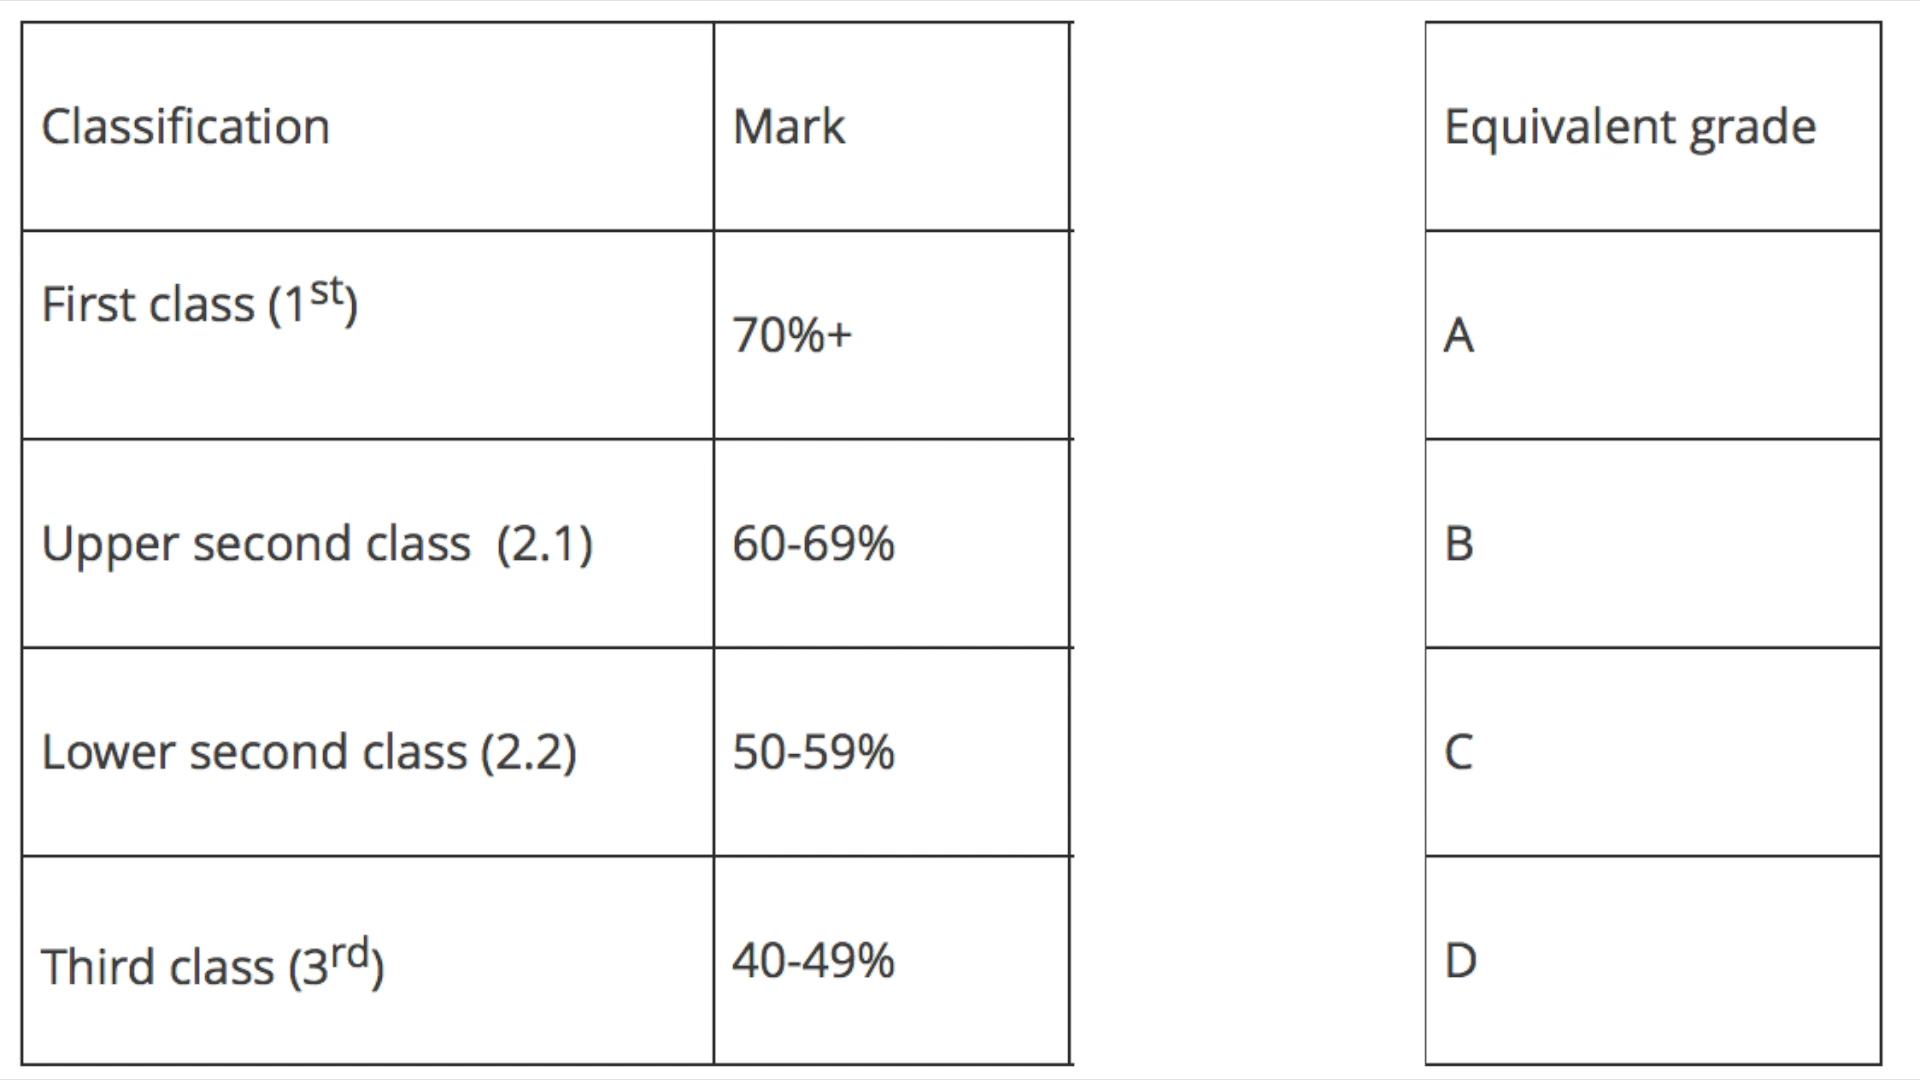 Classification Mark Equivalent grade
First class (1st) 70%+ A
Upper second class (2.1) 60-69% B
Lower second class (2.2) 50-59% C
Third class (3rd) 40-49% D